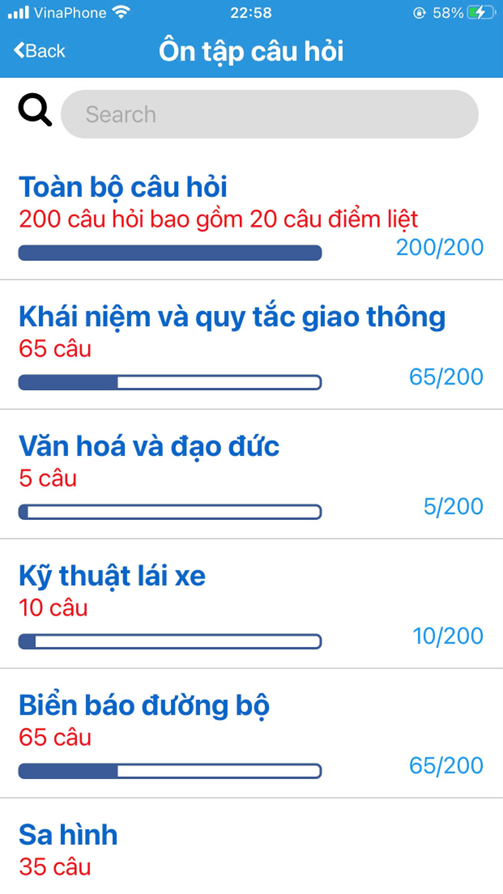 VinaPhone 22:58 58%
Back Ôn tập câu hỏi
Search
Toàn bộ câu hỏi
200 câu hỏi bao gồm 20 câu điểm liệt
200/200
Khái niệm và quy tắc giao thông
65 câu
65/200
Văn hoá và đạo đức
5 câu
5/200
Kỹ thuật lái xe
10 câu
10/200
Biển báo đường bộ
65 câu
65/200
Sa hình
35 câu